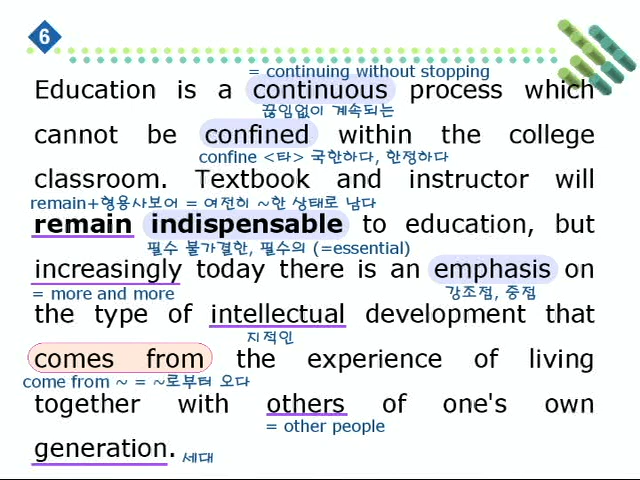 6
= continuing without stopping
Education is a continuous process which
끊임없이 계속되는
cannot be confined within the college
confine <타> 국한하다, 한정하다
classroom. Textbook and instructor will
remain+형용사보어 = 여전히 ~한 상태로 남다
remain indispensable to education, but
필수 불가결한, 필수의 (=essential)
increasingly today there is an emphasis on
= more and more 강조점, 중점
the type of intellectual development that
지적인
comes from the experience of living
come from ~ = ~로부터 오다
together with others of one's own
= other people
generation. 세대